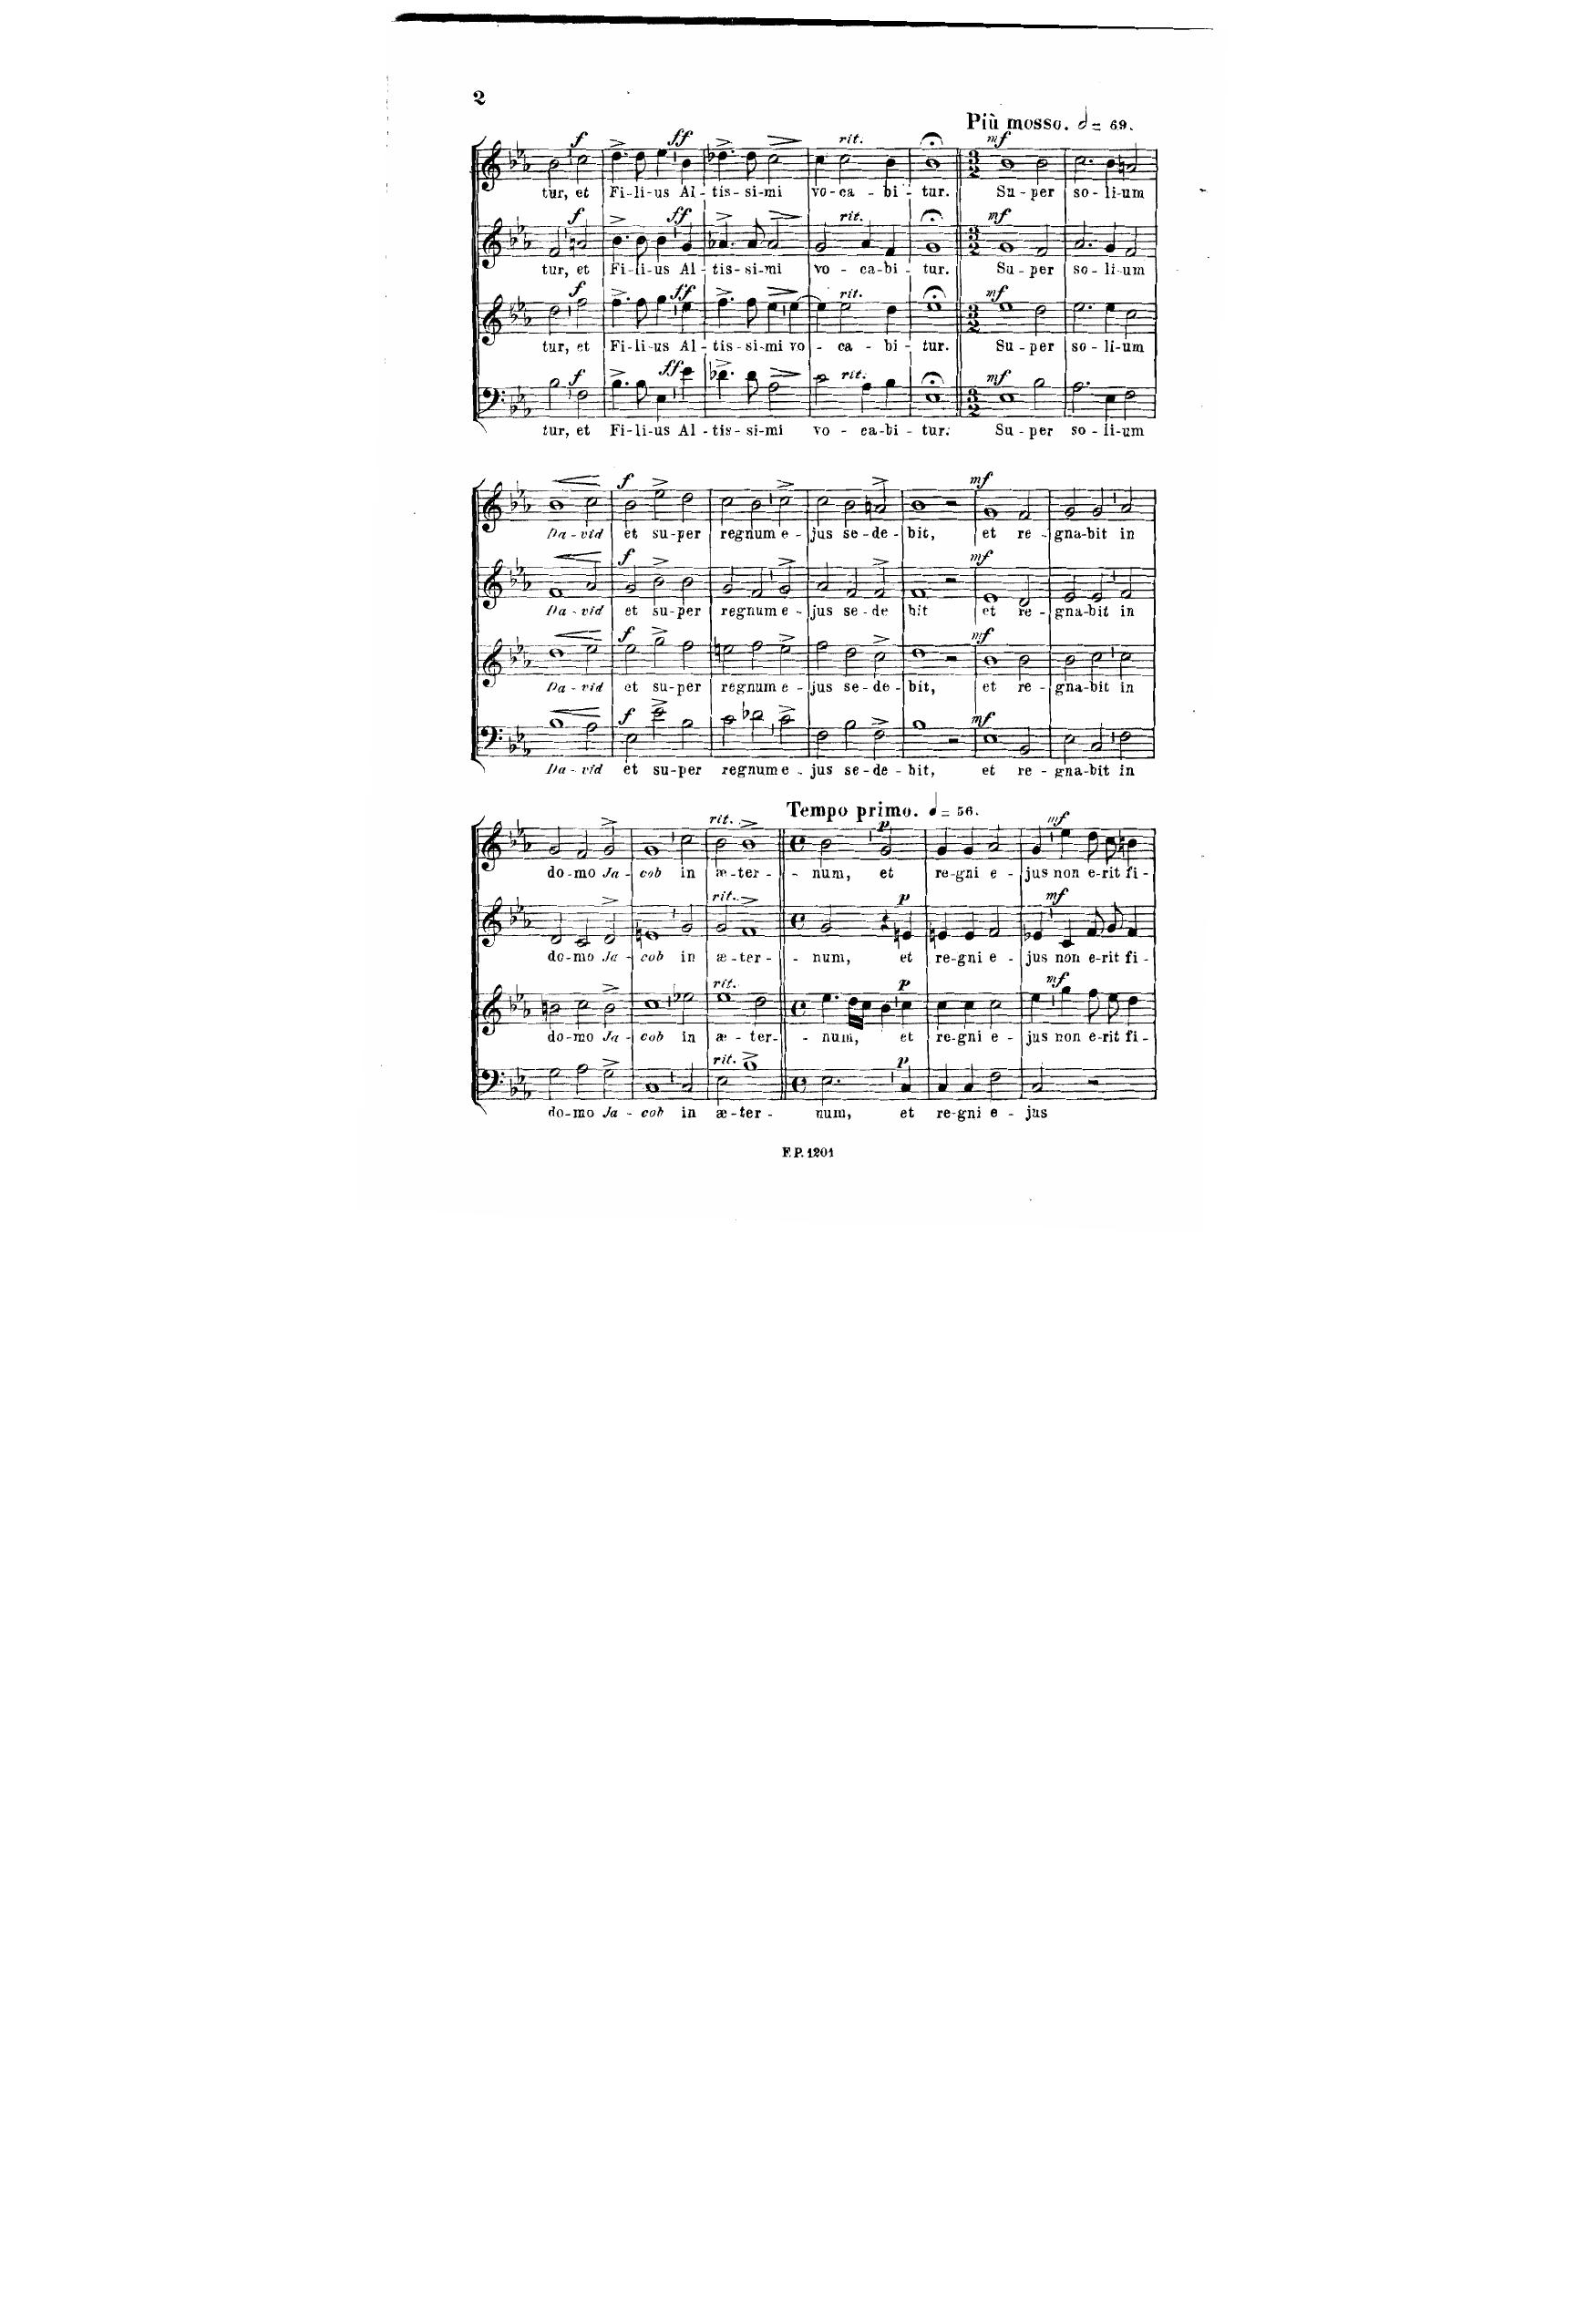 2
Più mosso. = 69.
f ff rit. mf
tur, et Fi-li-us Al-tis-si-mi vo-ca-bi-tur. Su-per so-li-um
f ff rit. mf
tur, et Fi-li-us Al-tis-si-mi vo-ca-bi-tur. Su-per so-li-um
f ff rit. mf
tur, et Fi-li-us Al-tis-si-mi vo-ca-bi-tur. Su-per so-li-um
f ff rit. mf
tur, et Fi-li-us Al-tis-si-mi vo-ca-bi-tur. Su-per so-li-um
f mf
Da-vid et su-per regnum e-jus se-de-bit, et re-gna-bit in
f mf
Da-vid et su-per regnum e-jus se-de bit et re-gna-bit in
f mf
Da-vid et su-per regnum e-jus se-de-bit, et re-gna-bit in
f mf
Da-vid et su-per regnum e-jus se-de-bit, et re-gna-bit in
Tempo primo. = 56.
rit. p mf
do-mo Ja-cob in æ-ter-num, et re-gni e-jus non e-rit fi-
rit. p mf
do-mo Ja-cob in æ-ter-num, et re-gni e-jus non e-rit fi-
rit. p mf
do-mo Ja-cob in æ-ter-num, et re-gni e-jus non e-rit fi-
rit. p
do-mo Ja-cob in æ-ter-num, et re-gni e-jus
F. P. 1201